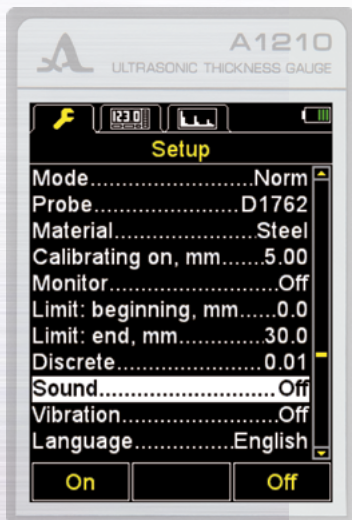 A1210
ULTRASONIC THICKNESS GAUGE
123.0
Setup
Mode....................Norm
Probe....................D1762
Material....................Steel
Calibrating on, mm.......5.00
Monitor.......................Off
Limit: beginning, mm......0.0
Limit: end, mm............30.0
Discrete....................0.01
Sound..........................Off
Vibration.....................Off
Language..............English
On Off